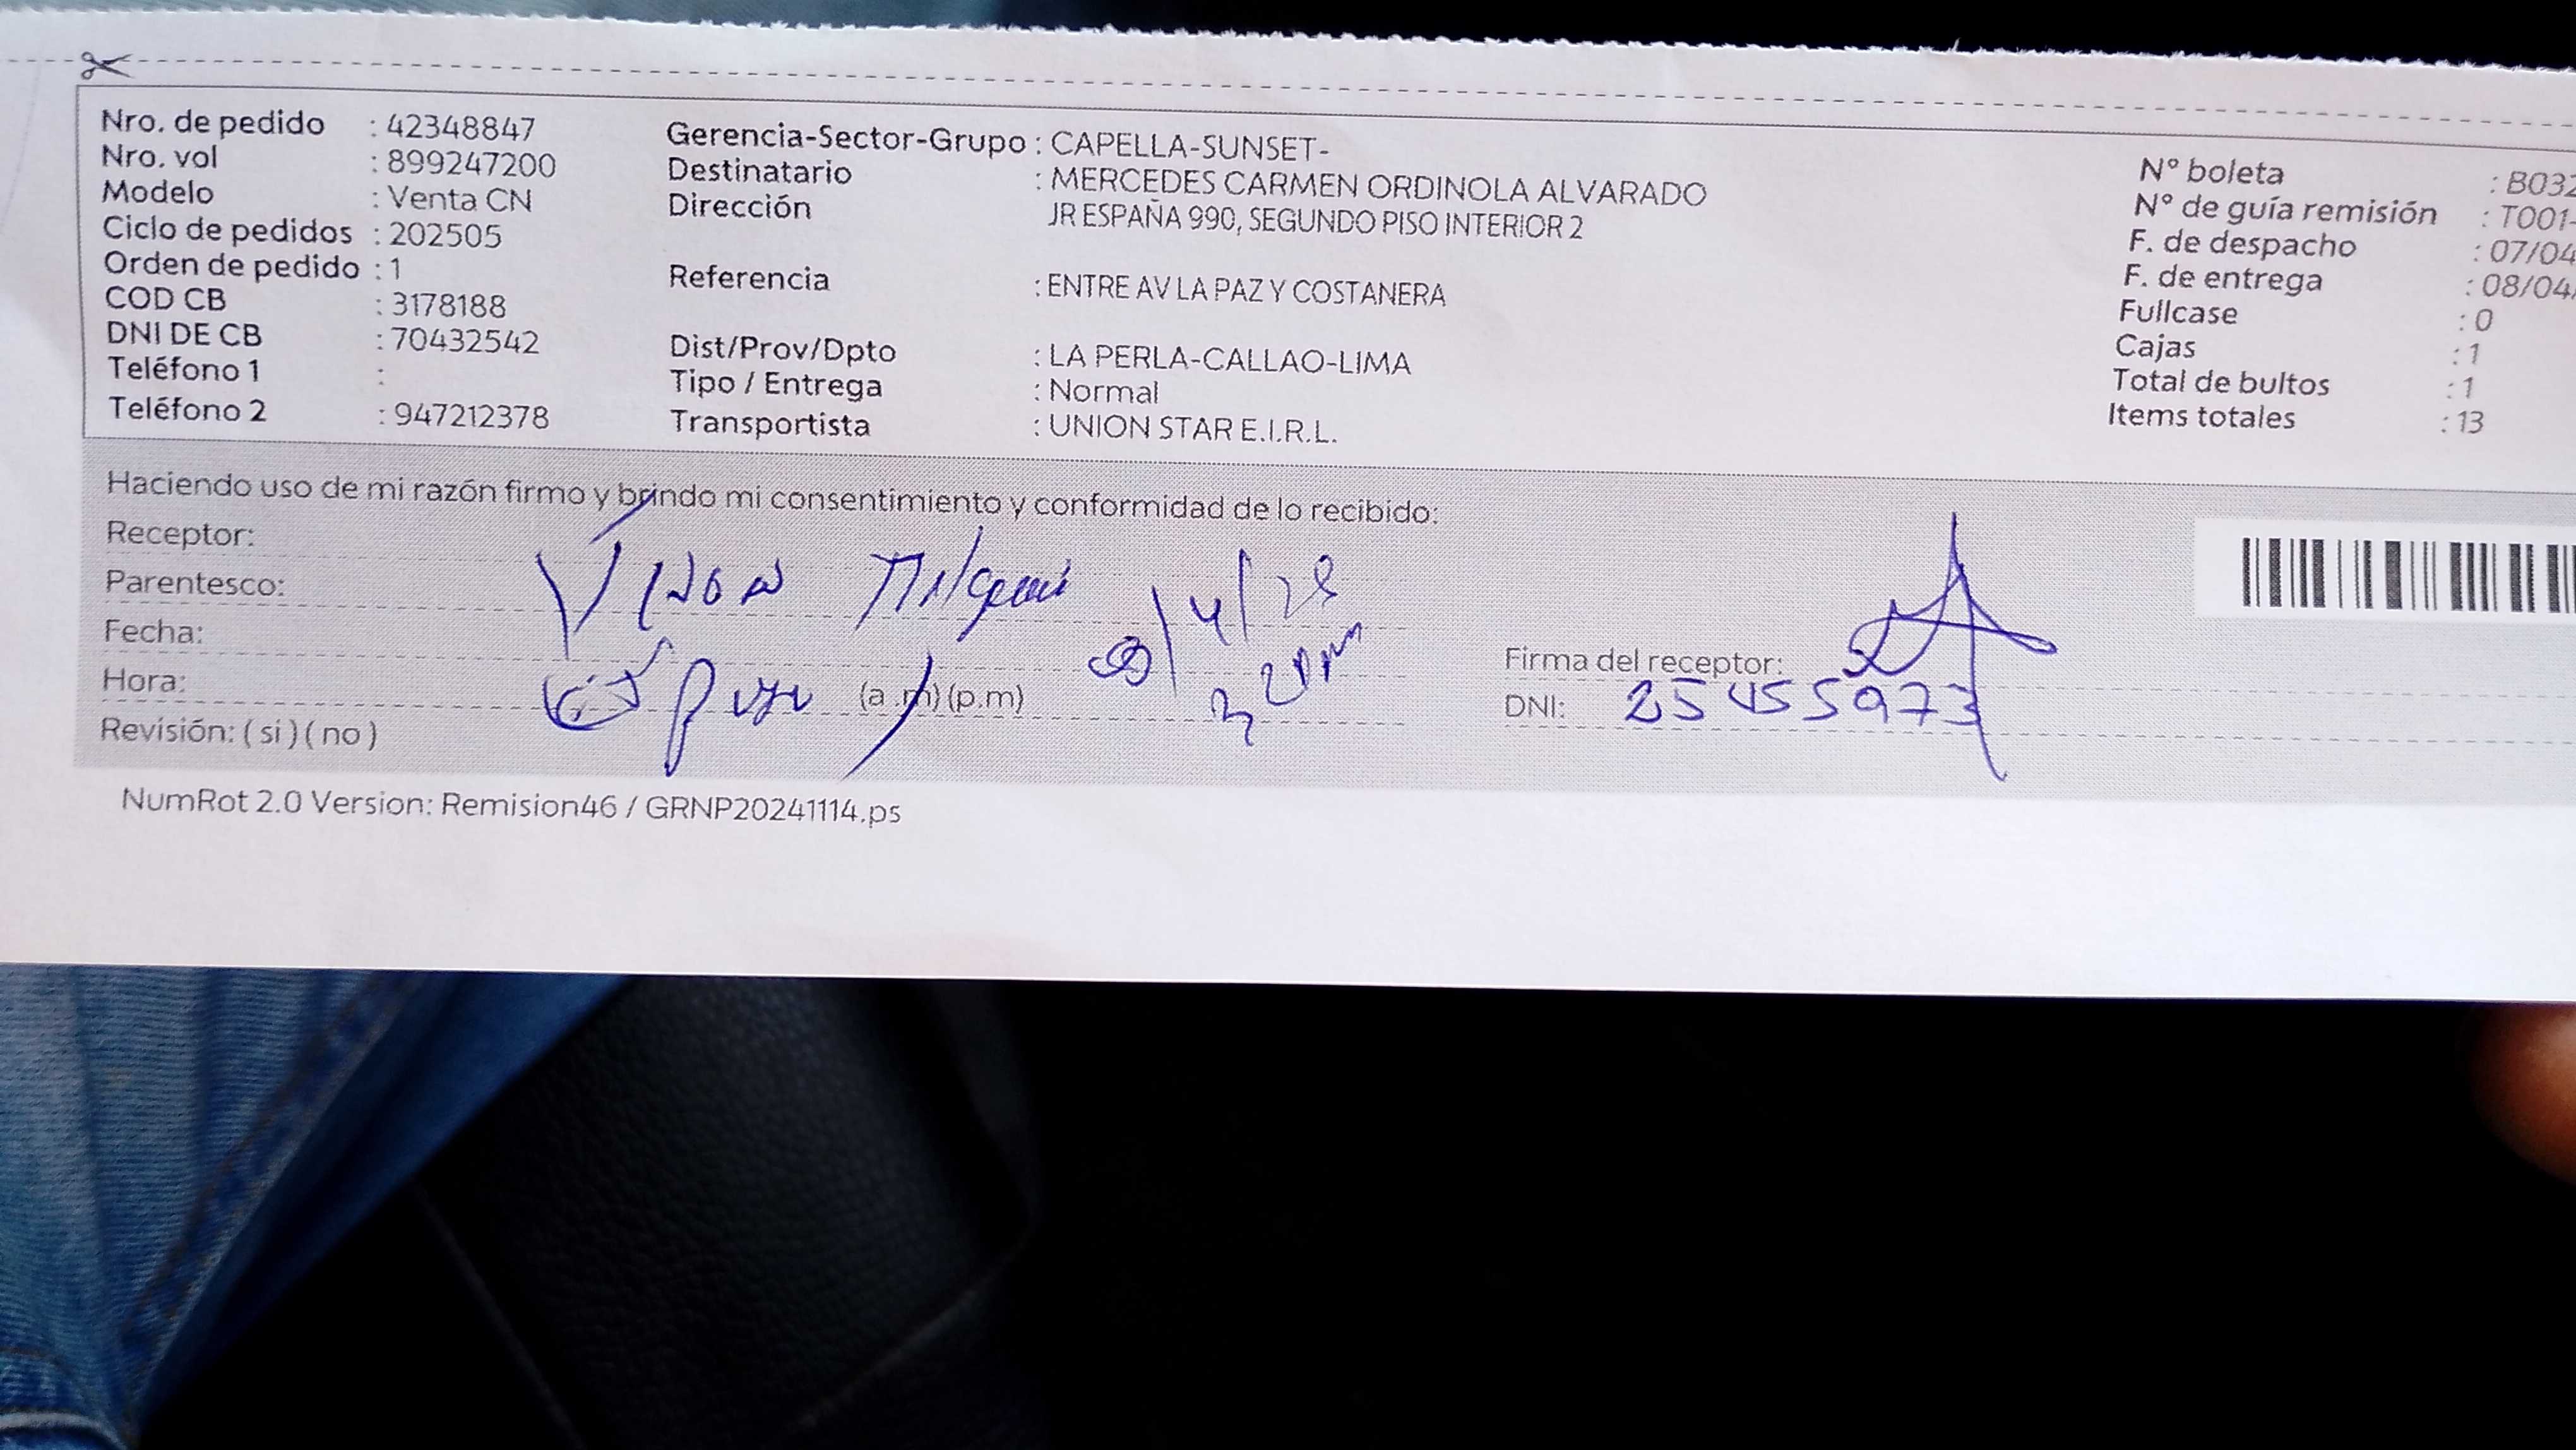 Nro. de pedido : 42348847
Nro. vol : 899247200
Modelo : Venta CN
Ciclo de pedidos : 202505
Orden de pedido : 1
COD CB : 3178188
DNI DE CB : 70432542
Teléfono 1 :
Teléfono 2 : 947212378
Gerencia-Sector-Grupo : CAPELLA-SUNSET-
Destinatario : MERCEDES CARMEN ORDINOLA ALVARADO
Dirección JR ESPAÑA 990, SEGUNDO PISO INTERIOR 2
Referencia : ENTRE AV LA PAZ Y COSTANERA
Dist/Prov/Dpto : LA PERLA-CALLAO-LIMA
Tipo / Entrega : Normal
Transportista : UNION STAR E.I.R.L.
N° boleta : B032
N° de guía remisión : T001-
F. de despacho : 07/04
F. de entrega : 08/04
Fullcase : 0
Cajas : 1
Total de bultos : 1
Items totales : 13
Haciendo uso de mi razón firmo y brindo mi consentimiento y conformidad de lo recibido:
Receptor:
Parentesco:
Fecha:
Hora: (a.m)(p.m)
Revisión: ( si ) ( no )
Firma del receptor:
DNI: 25455973
NumRot 2.0 Version: Remision46 / GRNP20241114.ps